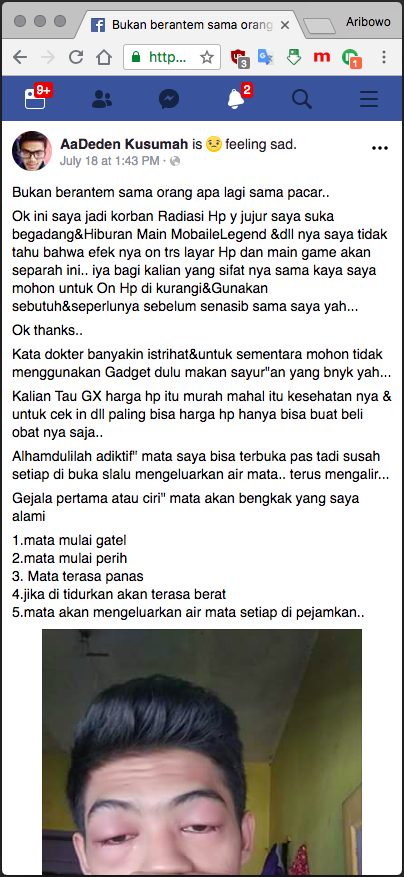 Bukan berantem sama orang
Aribowo
http...
3
1
9+
2
AaDeden Kusumah is feeling sad.
July 18 at 1:43 PM ·
Bukan berantem sama orang apa lagi sama pacar..
Ok ini saya jadi korban Radiasi Hp y jujur saya suka
begadang&Hiburan Main MobaileLegend &dll nya saya tidak
tahu bahwa efek nya on trs layar Hp dan main game akan
separah ini.. iya bagi kalian yang sifat nya sama kaya saya
mohon untuk On Hp di kurangi&Gunakan
sebutuh&seperlunya sebelum senasib sama saya yah...
Ok thanks..
Kata dokter banyakin istrihat&untuk sementara mohon tidak
menggunakan Gadget dulu makan sayur"an yang bnyk yah...
Kalian Tau GX harga hp itu murah mahal itu kesehatan nya &
untuk cek in dll paling bisa harga hp hanya bisa buat beli
obat nya saja..
Alhamdulilah adiktif" mata saya bisa terbuka pas tadi susah
setiap di buka slalu mengeluarkan air mata.. terus mengalir...
Gejala pertama atau ciri" mata akan bengkak yang saya
alami
1.mata mulai gatel
2.mata mulai perih
3. Mata terasa panas
4.jika di tidurkan akan terasa berat
5.mata akan mengeluarkan air mata setiap di pejamkan..